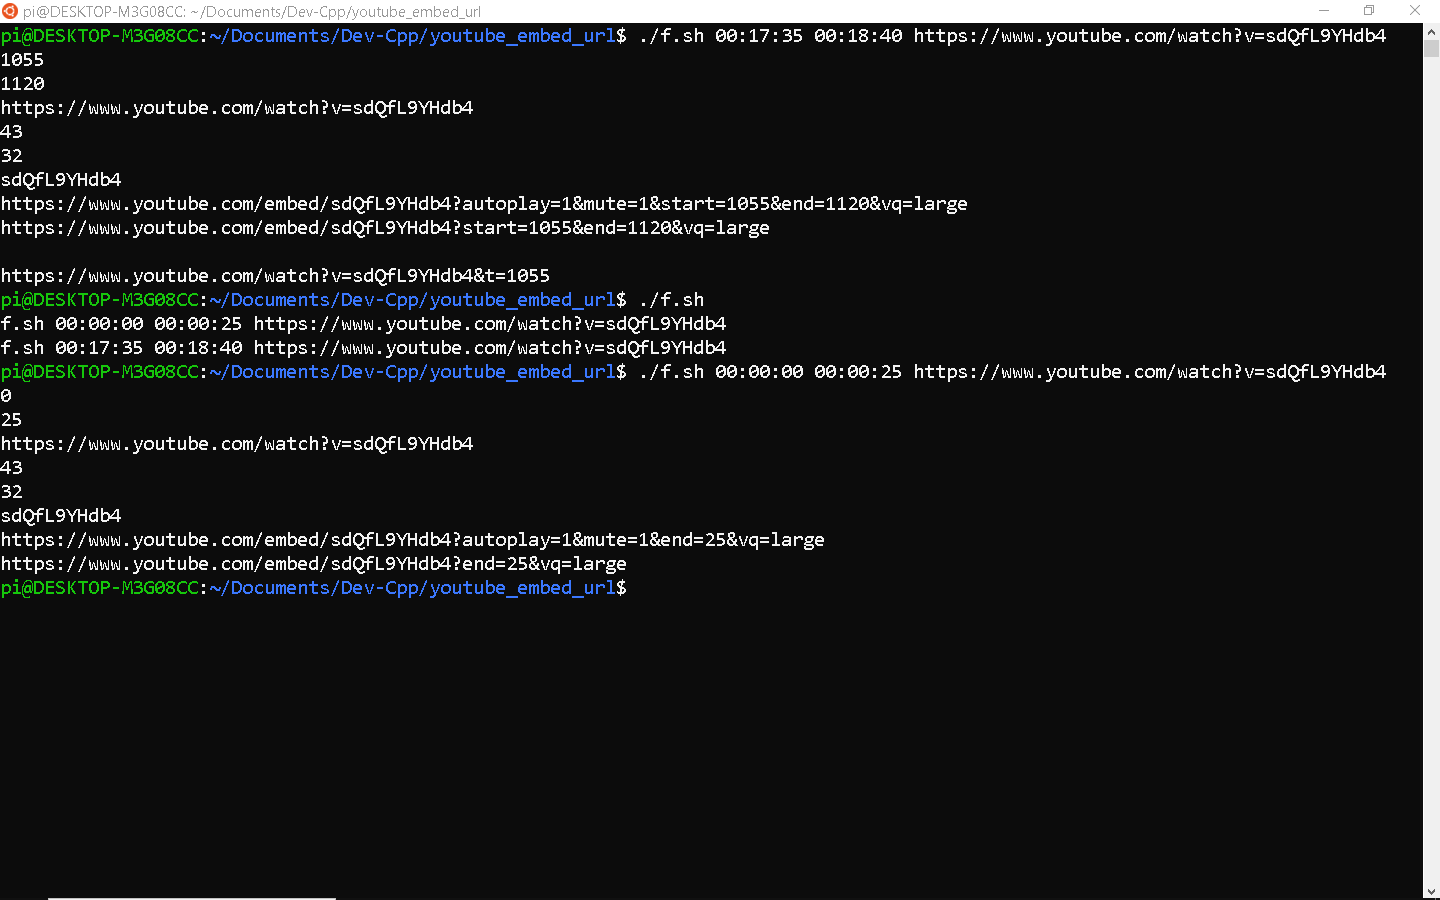 pi@DESKTOP-M3G08CC: ~/Documents/Dev-Cpp/youtube_embed_url
pi@DESKTOP-M3G08CC:~/Documents/Dev-Cpp/youtube_embed_url$ ./f.sh 00:17:35 00:18:40 https://www.youtube.com/watch?v=sdQfL9YHdb4
1055
1120
https://www.youtube.com/watch?v=sdQfL9YHdb4
43
32
sdQfL9YHdb4
https://www.youtube.com/embed/sdQfL9YHdb4?autoplay=1&mute=1&start=1055&end=1120&vq=large
https://www.youtube.com/embed/sdQfL9YHdb4?start=1055&end=1120&vq=large
https://www.youtube.com/watch?v=sdQfL9YHdb4&t=1055
pi@DESKTOP-M3G08CC:~/Documents/Dev-Cpp/youtube_embed_url$ ./f.sh
f.sh 00:00:00 00:00:25 https://www.youtube.com/watch?v=sdQfL9YHdb4
f.sh 00:17:35 00:18:40 https://www.youtube.com/watch?v=sdQfL9YHdb4
pi@DESKTOP-M3G08CC:~/Documents/Dev-Cpp/youtube_embed_url$ ./f.sh 00:00:00 00:00:25 https://www.youtube.com/watch?v=sdQfL9YHdb4
0
25
https://www.youtube.com/watch?v=sdQfL9YHdb4
43
32
sdQfL9YHdb4
https://www.youtube.com/embed/sdQfL9YHdb4?autoplay=1&mute=1&end=25&vq=large
https://www.youtube.com/embed/sdQfL9YHdb4?end=25&vq=large
pi@DESKTOP-M3G08CC:~/Documents/Dev-Cpp/youtube_embed_url$